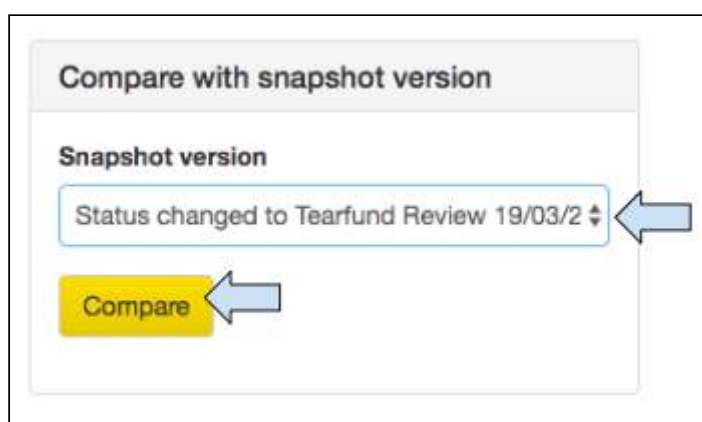 Compare with snapshot version
Snapshot version
Status changed to Tearfund Review 19/03/2
Compare